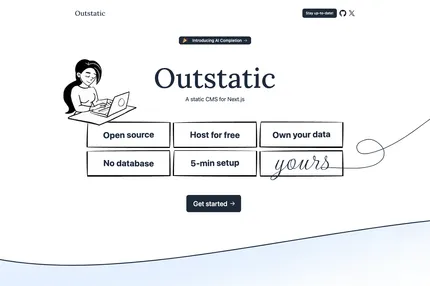 Outstatic
Stay up-to-date!
🎉 Introducing AI Completion →
Outstatic
A static CMS for Next.js
Open source
Host for free
Own your data
No database
5-min setup
yours
Get started →